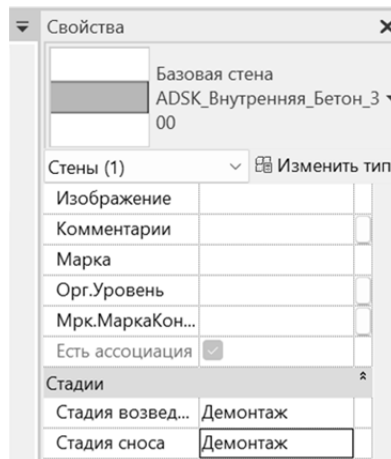 Свойства
Базовая стена
ADSK_Внутренняя_Бетон_3
00
Стены (1)
Изменить тип
Изображение
Комментарии
Марка
Орг.Уровень
Мрк.МаркаКон...
Есть ассоциация
Стадии
Стадия возвед... Демонтаж
Стадия сноса Демонтаж